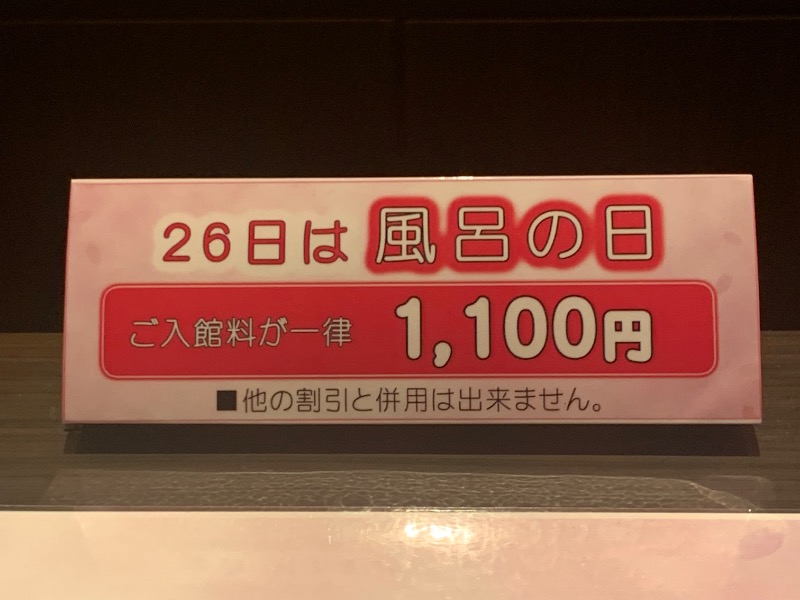 26日は 風呂の日
ご入館料が一律 1,100円
■他の割引と併用は出来ません。